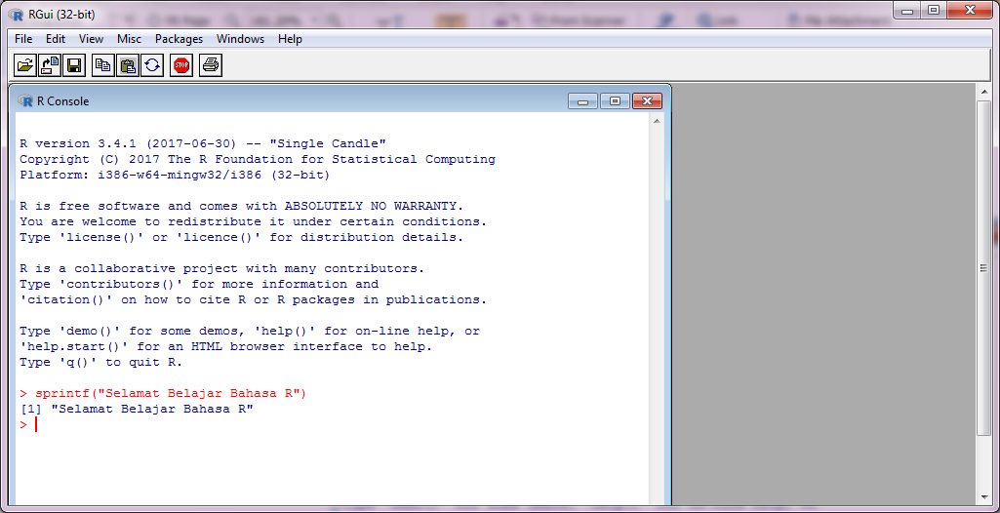 RGui (32-bit)
File Edit View Misc Packages Windows Help
STOP
R Console
R version 3.4.1 (2017-06-30) -- "Single Candle"
Copyright (C) 2017 The R Foundation for Statistical Computing
Platform: i386-w64-mingw32/i386 (32-bit)
R is free software and comes with ABSOLUTELY NO WARRANTY.
You are welcome to redistribute it under certain conditions.
Type 'license()' or 'licence()' for distribution details.
R is a collaborative project with many contributors.
Type 'contributors()' for more information and
'citation()' on how to cite R or R packages in publications.
Type 'demo()' for some demos, 'help()' for on-line help, or
'help.start()' for an HTML browser interface to help.
Type 'q()' to quit R.
> sprintf("Selamat Belajar Bahasa R")
[1] "Selamat Belajar Bahasa R"
>